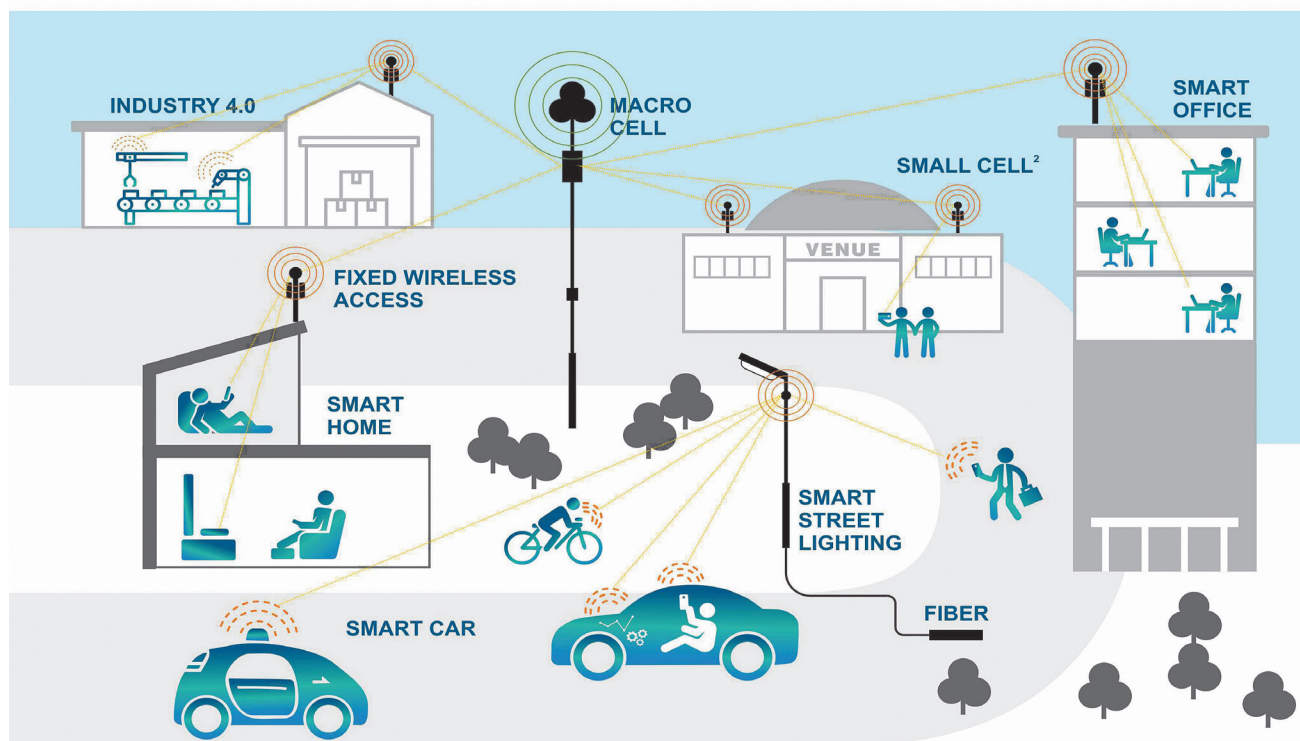 INDUSTRY 4.0
MACRO
CELL
SMART
OFFICE
SMALL CELL²
VENUE
FIXED WIRELESS
ACCESS
SMART
HOME
SMART
STREET
LIGHTING
FIBER
SMART CAR